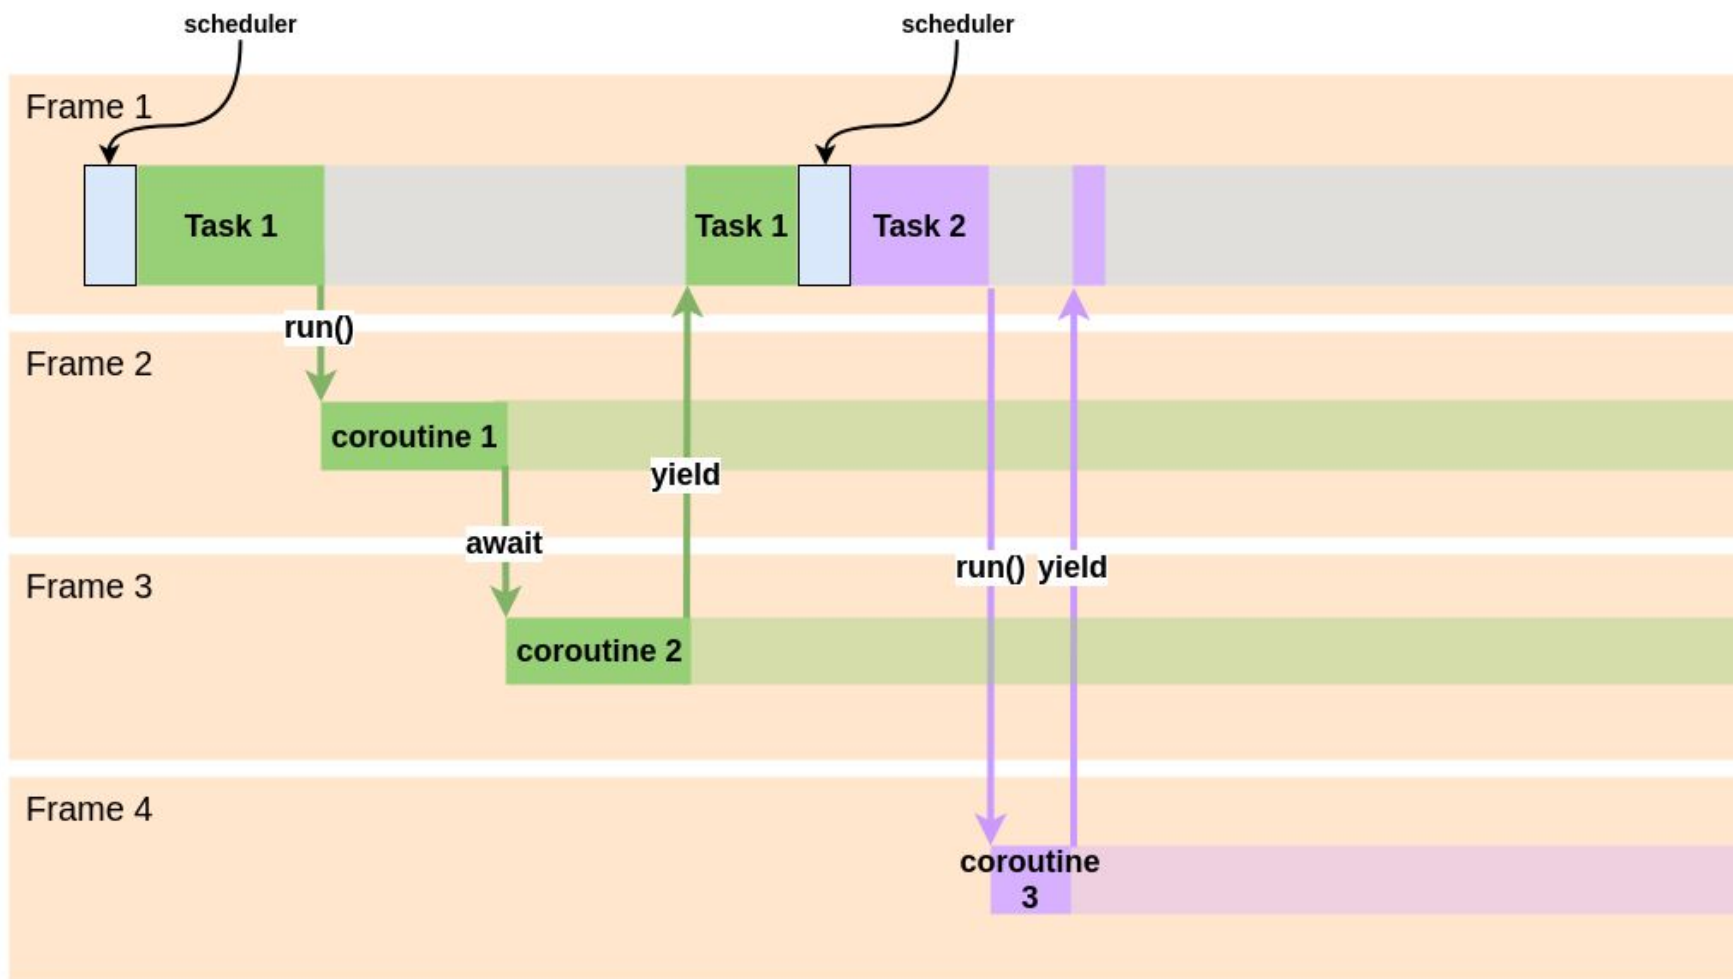 scheduler
scheduler
Frame 1
Task 1
Task 1
Task 2
run()
Frame 2
coroutine 1
yield
await
Frame 3
run()
yield
coroutine 2
Frame 4
coroutine
3